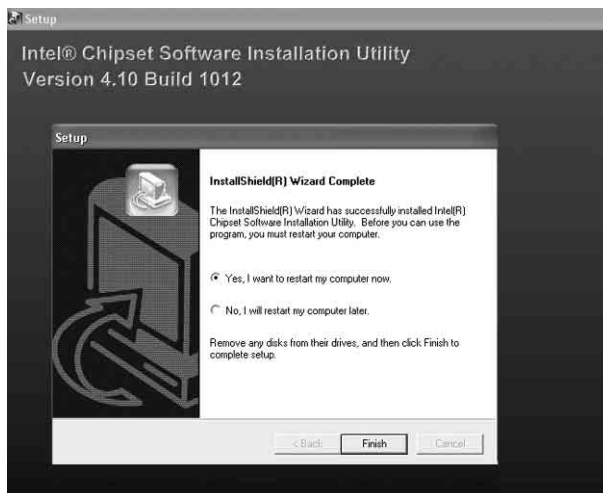 Setup
Intel® Chipset Software Installation Utility
Version 4.10 Build 1012
Setup
InstallShield(R) Wizard Complete
The InstallShield(R) Wizard has successfully installed Intel(R)
Chipset Software Installation Utility. Before you can use the
program, you must restart your computer.
Yes, I want to restart my computer now.
No, I will restart my computer later.
Remove any disks from their drives, and then click Finish to
complete setup.
< Back Finish Cancel